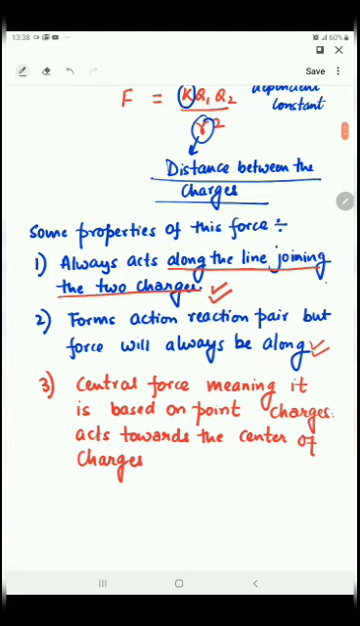 13:38
60%
Save
F = KQ₁Q₂ dependent
constant
r²
Distance between the
charges
Some properties of this force ÷
1) Always acts along the line joining
the two charges.
2) Forms action reaction pair but
force will always be along
3) Central force meaning it
is based on point charges.
acts towards the center of
charges